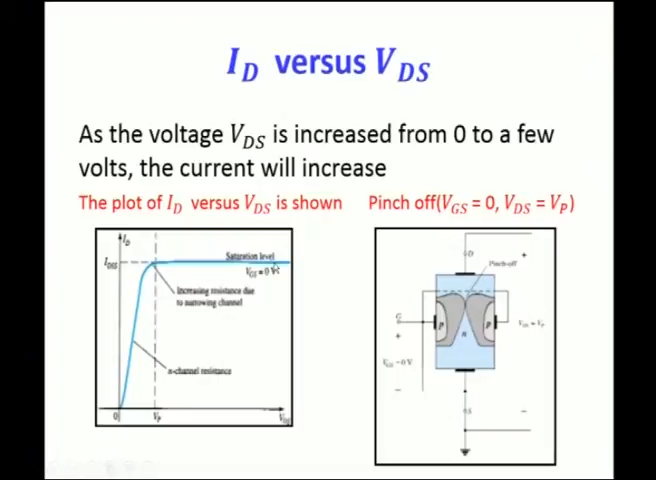 I_D versus V_DS
As the voltage V_DS is increased from 0 to a few
volts, the current will increase
The plot of I_D versus V_DS is shown
Pinch off(V_GS = 0, V_DS = V_P)
I_D
Saturation level
I_DSS
V_GS = 0 V
Increasing resistance due
to narrowing channel
n-channel resistance
0
V_P
V_DS
D
+
Pinch-off
G
p
p
n
V_DS = V_P
+
V_GS = 0 V
−
S
−